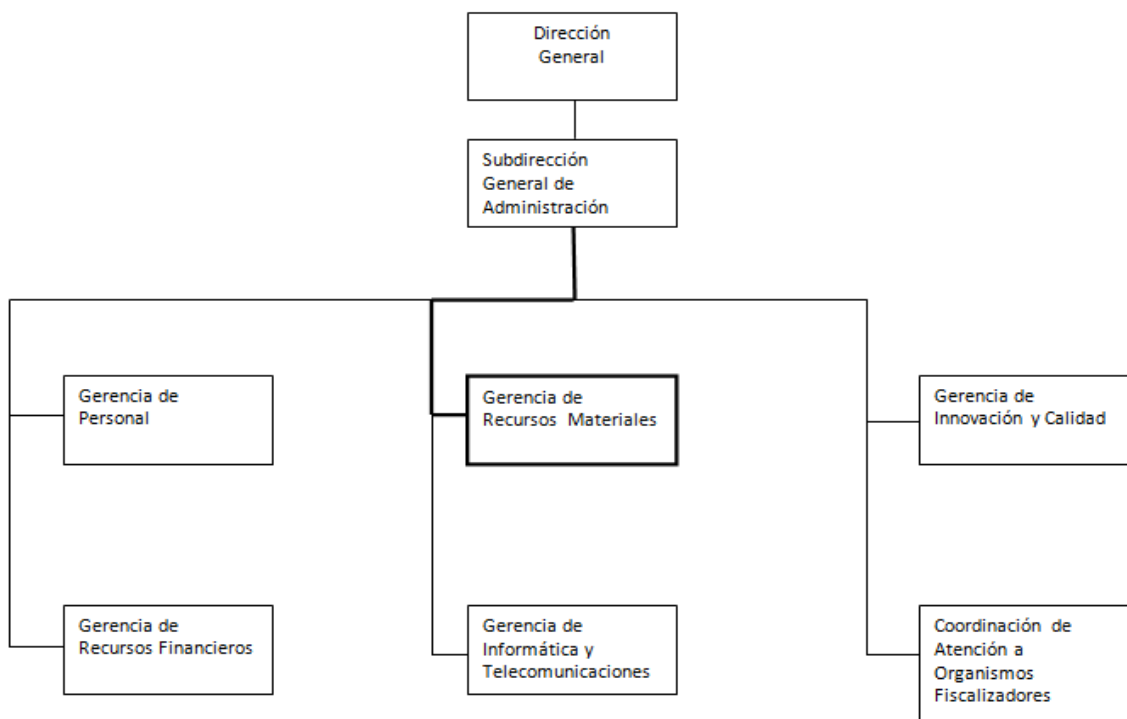 Dirección
General
Subdirección
General de
Administración
Gerencia de
Personal
Gerencia de
Recursos Materiales
Gerencia de
Innovación y Calidad
Gerencia de
Recursos Financieros
Gerencia de
Informática y
Telecomunicaciones
Coordinación de
Atención a
Organismos
Fiscalizadores